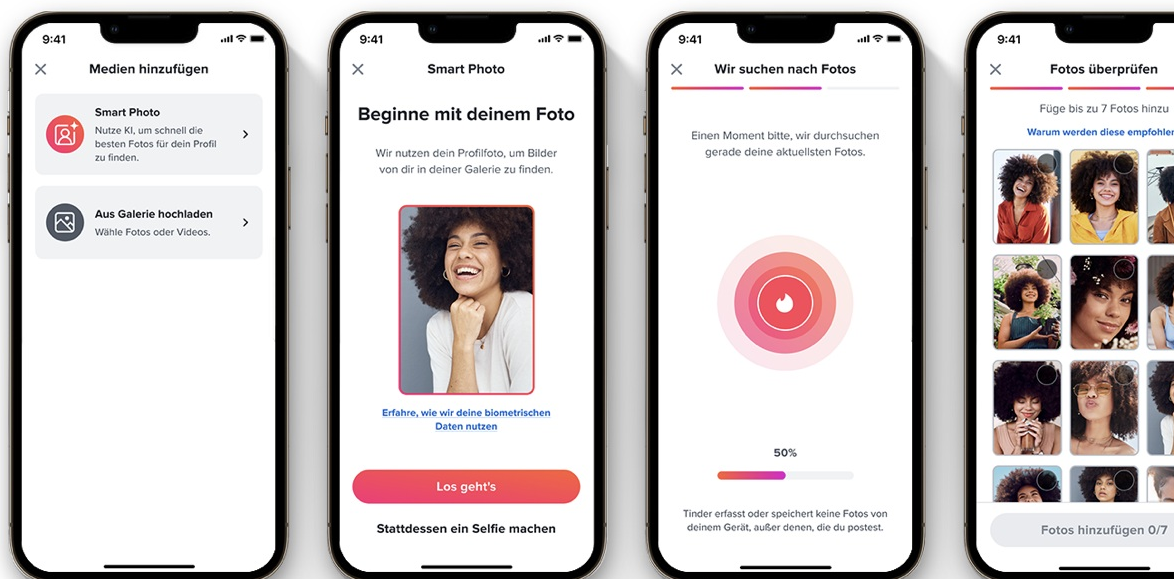 9:41
Medien hinzufügen
Smart Photo
Nutze KI, um schnell die
besten Fotos für dein Profil
zu finden.
Aus Galerie hochladen
Wähle Fotos oder Videos.
9:41
Smart Photo
Beginne mit deinem Foto
Wir nutzen dein Profilfoto, um Bilder
von dir in deiner Galerie zu finden.
Erfahre, wie wir deine biometrischen
Daten nutzen
Los geht's
Stattdessen ein Selfie machen
9:41
Wir suchen nach Fotos
Einen Moment bitte, wir durchsuchen
gerade deine aktuellsten Fotos.
50%
Tinder erfasst oder speichert keine Fotos von
deinem Gerät, außer denen, die du postest.
9:41
Fotos überprüfen
Füge bis zu 7 Fotos hinzu
Warum werden diese empfohlen
Fotos hinzufügen 0/7